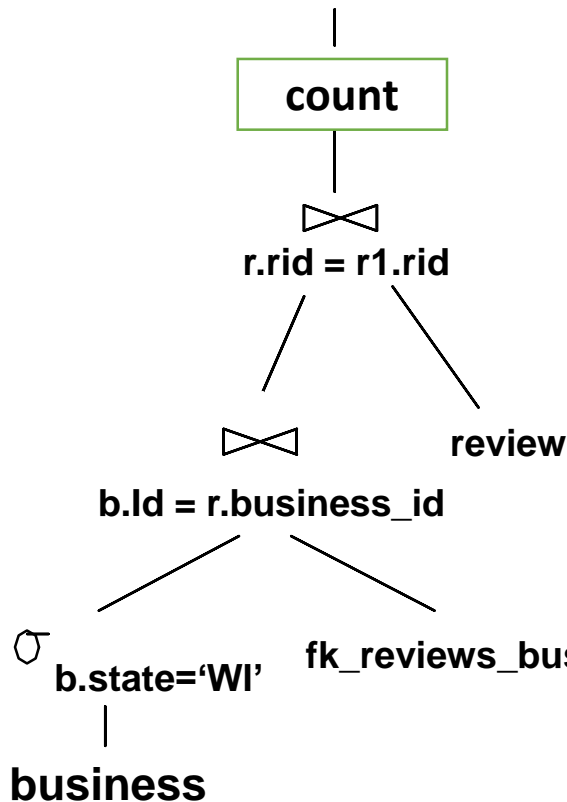 count
r.rid = r1.rid
review
b.Id = r.business_id
σ b.state=‘WI’
fk_reviews_bus
business